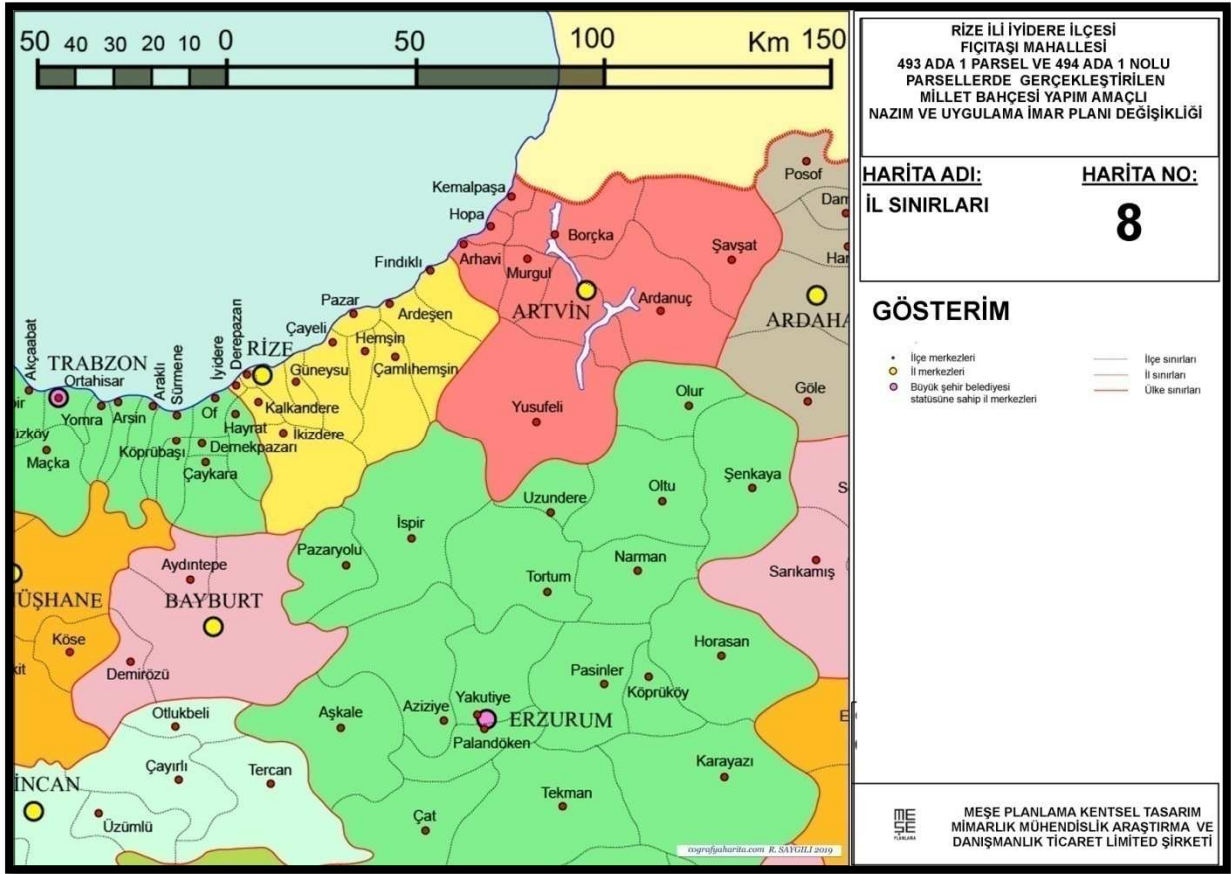 50 40 30 20 10 0 50 100 Km 150
Kemalpaşa
Hopa
Borçka
Posof
Dam
Har
Şavşat
Arhavi
Murgul
Fındıklı
ARTVİN
Ardanuç
ARDAHA
Pazar
Ardeşen
Çayeli
Hemşin
Çamlıhemşin
Akçaabat
TRABZON
Ortahisar
Yomra
Arsin
Araklı
Sürmene
İyidere
Derepazarı
RİZE
Güneysu
Of
Kalkandere
Hayrat
İkizdere
Maçka
Köprübaşı
Dernekpazarı
Çaykara
Yusufeli
Olur
Göle
Şenkaya
Oltu
Uzundere
İspir
Pazaryolu
Narman
Tortum
Sarıkamış
Aydıntepe
BAYBURT
ÜŞHANE
Köse
kit
Demirözü
Horasan
Pasinler
Köprüköy
Otlukbeli
Aşkale
Aziziye
Yakutiye
ERZURUM
Palandöken
Çayırlı
Tercan
İNCAN
Üzümlü
Karayazı
Tekman
Çat
cografyaharita.com R. SAYGILI 2019
RİZE İLİ İYİDERE İLÇESİ
FIÇITAŞI MAHALLESİ
493 ADA 1 PARSEL VE 494 ADA 1 NOLU
PARSELLERDE GERÇEKLEŞTİRİLEN
MİLLET BAHÇESİ YAPIM AMAÇLI
NAZIM VE UYGULAMA İMAR PLANI DEĞİŞİKLİĞİ
HARİTA ADI: HARİTA NO:
İL SINIRLARI 8
GÖSTERİM
İlçe merkezleri
İl merkezleri
Büyük şehir belediyesi
statüsüne sahip il merkezleri
İlçe sınırları
İl sınırları
Ülke sınırları
MEŞE
PLANLAMA
MEŞE PLANLAMA KENTSEL TASARIM
MİMARLIK MÜHENDİSLİK ARAŞTIRMA VE
DANIŞMANLIK TİCARET LİMİTED ŞİRKETİ